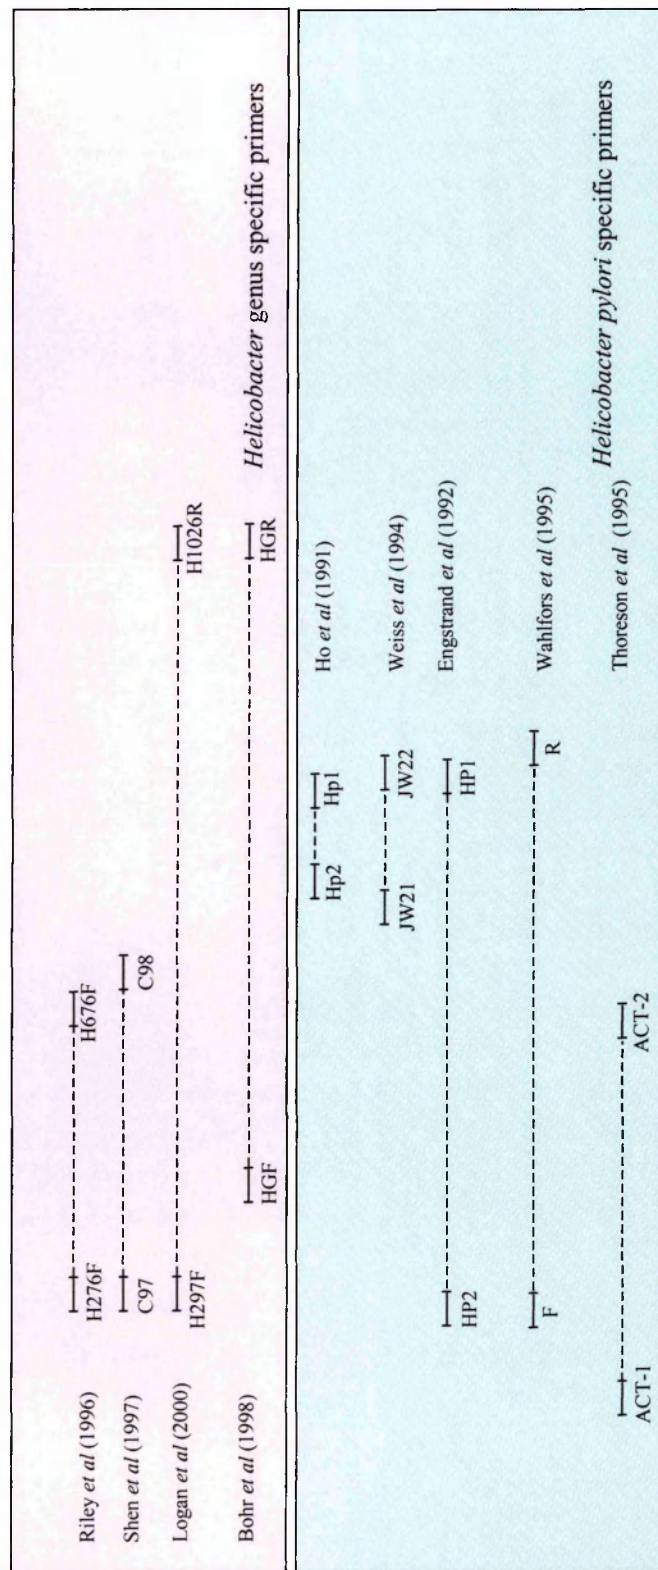 Riley et al (1996)
H276F H676F
Shen et al (1997)
C97 C98
Logan et al (2000)
H297F H1026R
Bohr et al (1998)
HGF HGR
Helicobacter genus specific primers
Hp2 Hp1
Ho et al (1991)
JW21 JW22
Weiss et al (1994)
HP2 HP1
Engstrand et al (1992)
F R
Wahlfors et al (1995)
Helicobacter pylori specific primers
ACT-1 ACT-2
Thoreson et al (1995)